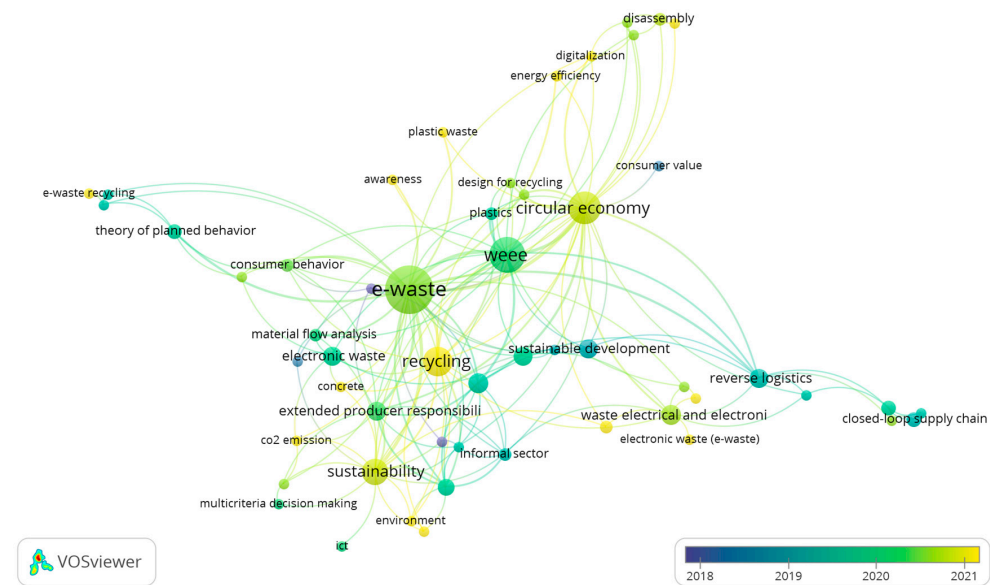 disassembly
digitalization
energy efficiency
plastic waste
consumer value
awareness
design for recycling
e-waste recycling
plastics
circular economy
theory of planned behavior
weee
consumer behavior
e-waste
material flow analysis
sustainable development
electronic waste
recycling
reverse logistics
concrete
extended producer responsibili
waste electrical and electroni
closed-loop supply chain
co2 emission
electronic waste (e-waste)
informal sector
sustainability
multicriteria decision making
environment
ict
VOSviewer
2018 2019 2020 2021